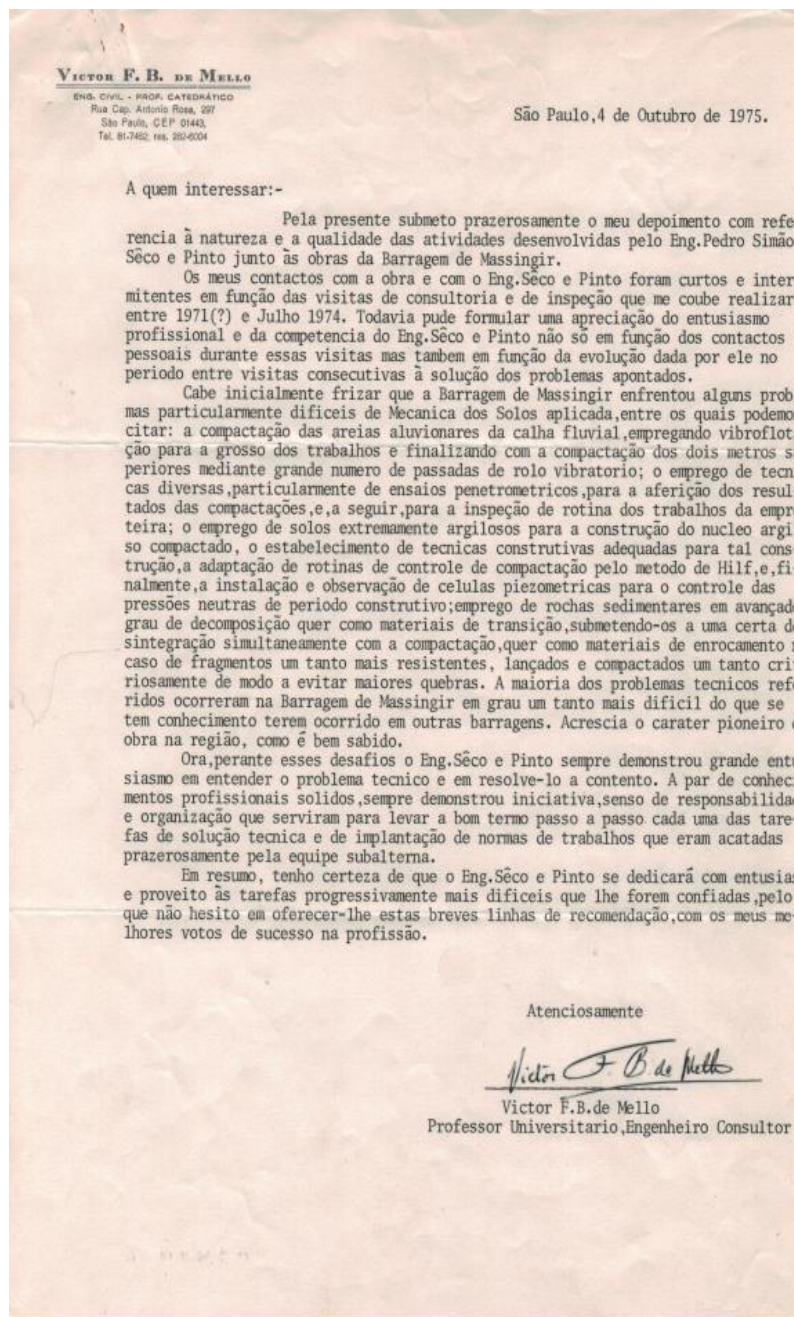 VICTOR F. B. DE MELLO
ENG. CIVIL - PROF. CATEDRÁTICO
Rua Cap. Antonio Rosa, 297
São Paulo, CEP 01443,
Tel. 81-7462, res. 282-6004
São Paulo,4 de Outubro de 1975.
A quem interessar:-
Pela presente submeto prazerosamente o meu depoimento com refe
rencia à natureza e a qualidade das atividades desenvolvidas pelo Eng.Pedro Simão
Sêco e Pinto junto às obras da Barragem de Massingir.
Os meus contactos com a obra e com o Eng.Sêco e Pinto foram curtos e inter
mitentes em função das visitas de consultoria e de inspeção que me coube realizar
entre 1971(?) e Julho 1974. Todavia pude formular uma apreciação do entusiasmo
profissional e da competencia do Eng.Sêco e Pinto não só em função dos contactos
pessoais durante essas visitas mas tambem em função da evolução dada por ele no
periodo entre visitas consecutivas à solução dos problemas apontados.
Cabe inicialmente frizar que a Barragem de Massingir enfrentou alguns prob
mas particularmente dificeis de Mecanica dos Solos aplicada,entre os quais podemo
citar: a compactação das areias aluvionares da calha fluvial,empregando vibroflot
ção para a grosso dos trabalhos e finalizando com a compactação dos dois metros s
periores mediante grande numero de passadas de rolo vibratorio; o emprego de tecn
cas diversas,particularmente de ensaios penetrometricos,para a aferição dos resul
tados das compactações,e,a seguir,para a inspeção de rotina dos trabalhos da empr
teira; o emprego de solos extremamente argilosos para a construção do nucleo argi
so compactado, o estabelecimento de tecnicas construtivas adequadas para tal cons
trução,a adaptação de rotinas de controle de compactação pelo metodo de Hilf,e,fi
nalmente,a instalação e observação de celulas piezometricas para o controle das
pressões neutras de periodo construtivo;emprego de rochas sedimentares em avançad
grau de decomposição quer como materiais de transição,submetendo-os a uma certa d
sintegração simultaneamente com a compactação,quer como materiais de enrocamento
caso de fragmentos um tanto mais resistentes, lançados e compactados um tanto cri
riosamente de modo a evitar maiores quebras. A maioria dos problemas tecnicos ref
ridos ocorreram na Barragem de Massingir em grau um tanto mais dificil do que se
tem conhecimento terem ocorrido em outras barragens. Acrescia o carater pioneiro
obra na região, como é bem sabido.
Ora,perante esses desafios o Eng.Sêco e Pinto sempre demonstrou grande ent
siasmo em entender o problema tecnico e em resolve-lo a contento. A par de conhec
mentos profissionais solidos,sempre demonstrou iniciativa,senso de responsabilida
e organização que serviram para levar a bom termo passo a passo cada uma das tare
fas de solução tecnica e de implantação de normas de trabalhos que eram acatadas
prazerosamente pela equipe subalterna.
Em resumo, tenho certeza de que o Eng.Sêco e Pinto se dedicará com entusia
e proveito às tarefas progressivamente mais dificeis que lhe forem confiadas,pelo
que não hesito em oferecer-lhe estas breves linhas de recomendação,com os meus me
lhores votos de sucesso na profissão.
Atenciosamente
Victor F. B. de Mello
Victor F.B.de Mello
Professor Universitario,Engenheiro Consultor